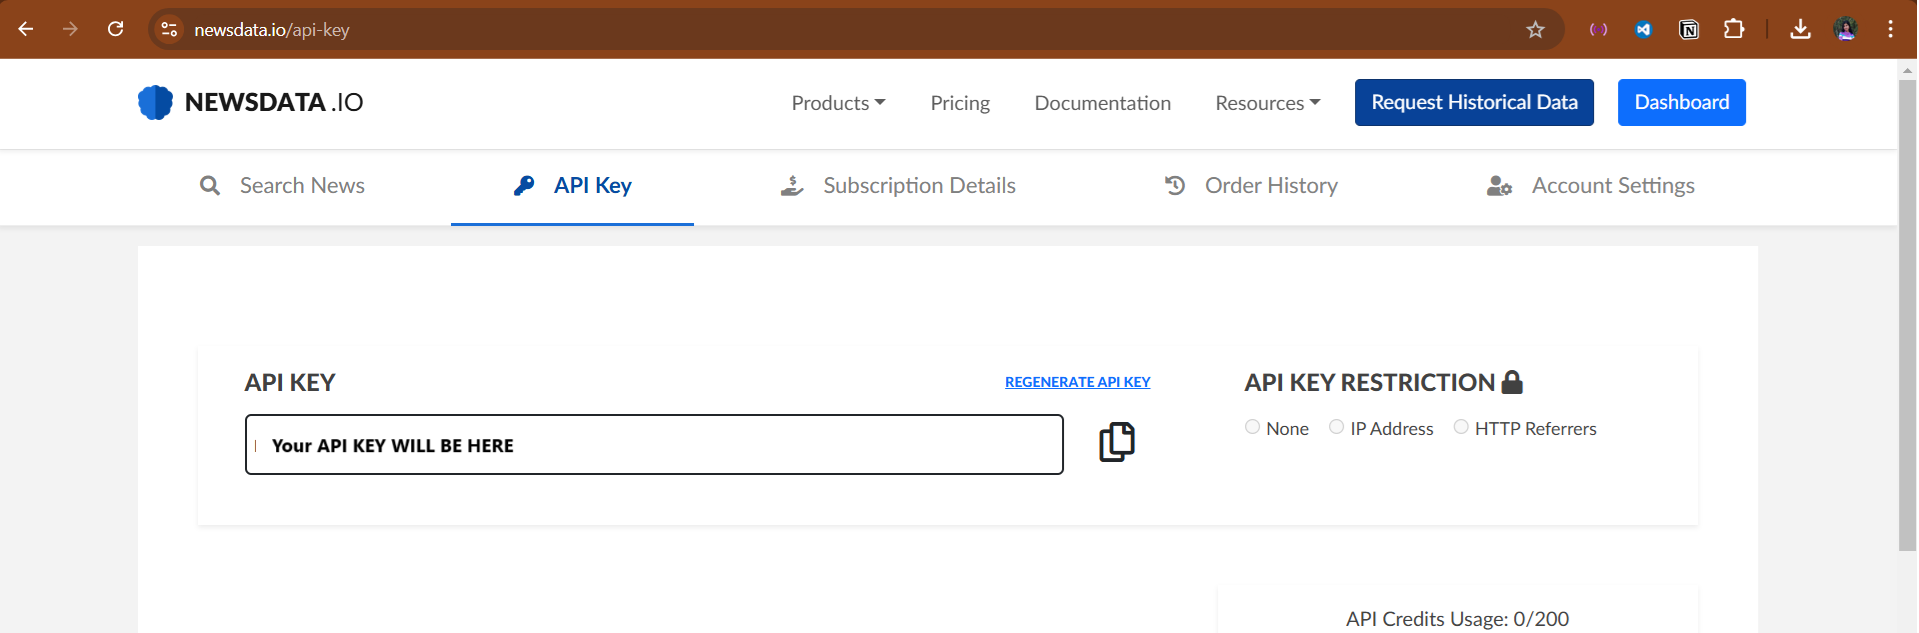 newsdata.io/api-key
NEWSDATA .IO
Products
Pricing
Documentation
Resources
Request Historical Data
Dashboard
Search News
API Key
Subscription Details
Order History
Account Settings
API KEY
REGENERATE API KEY
Your API KEY WILL BE HERE
API KEY RESTRICTION
None
IP Address
HTTP Referrers
API Credits Usage: 0/200